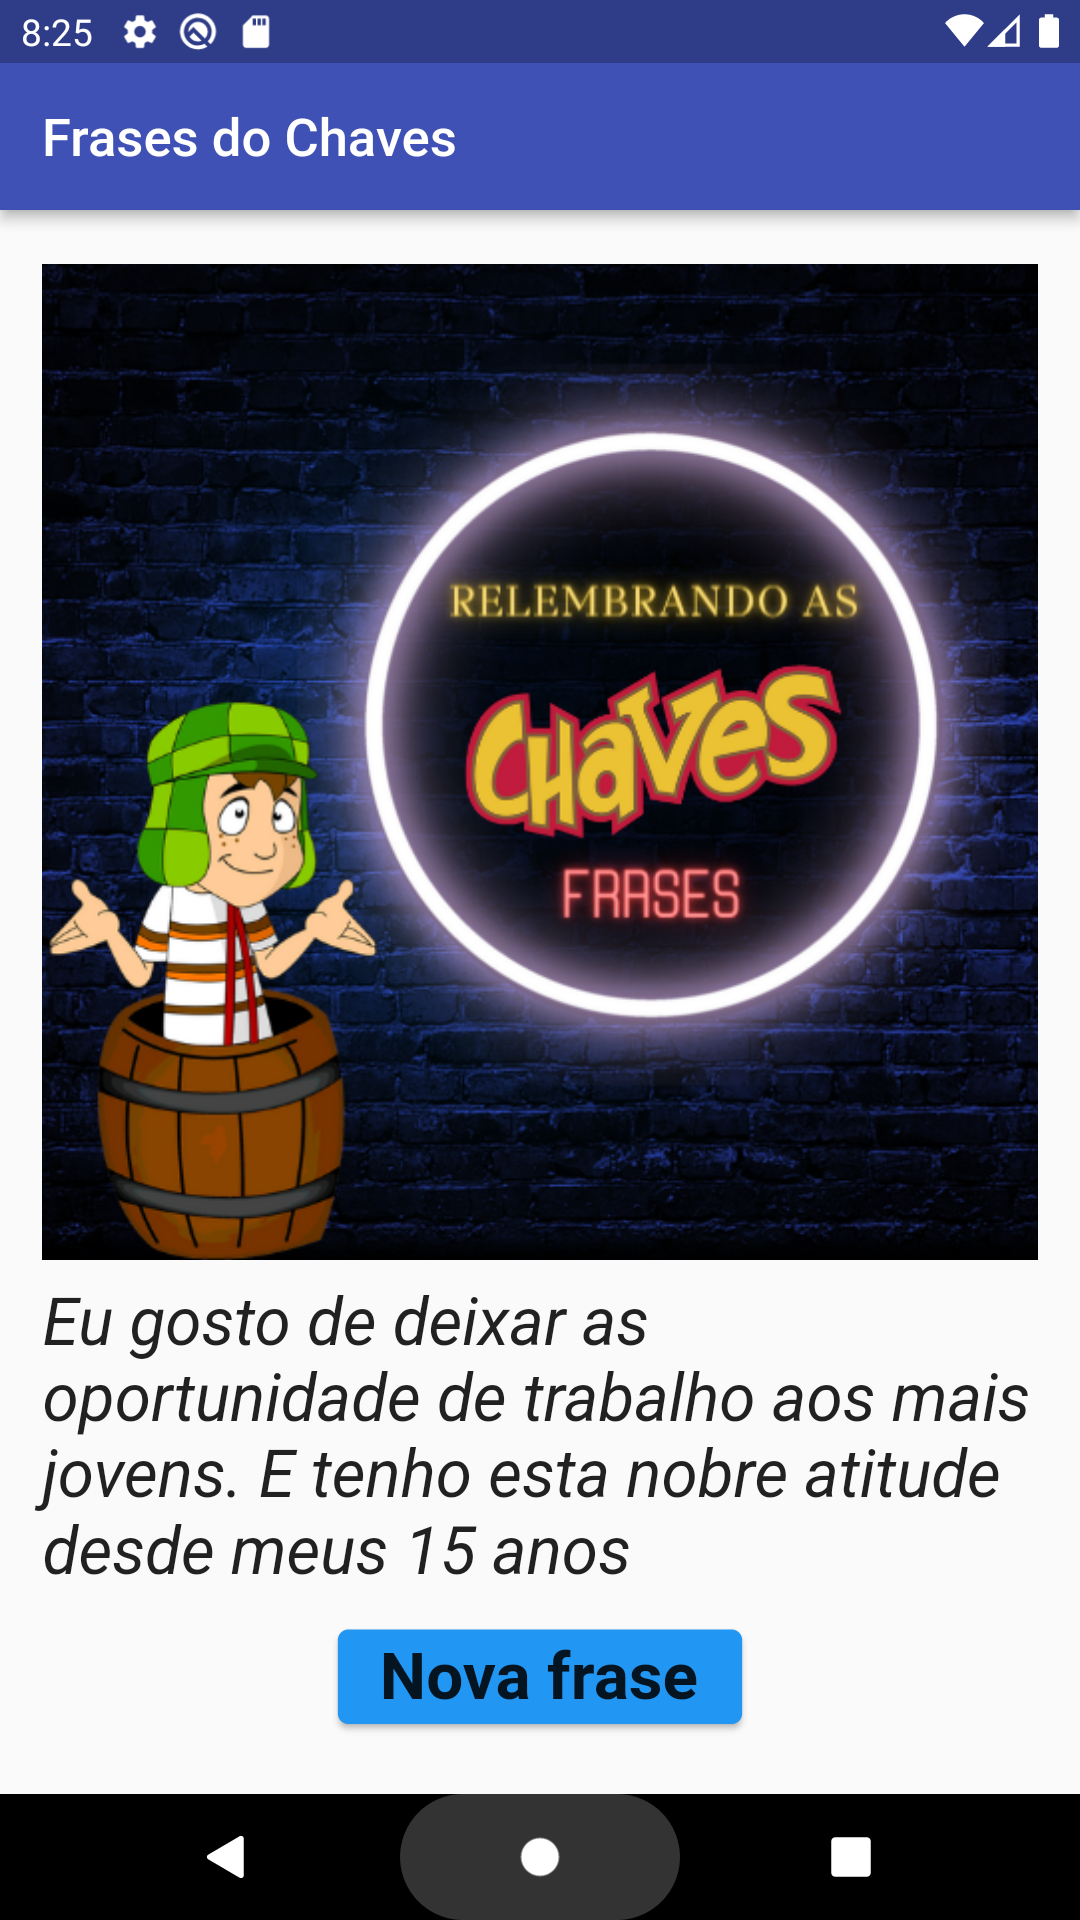 8:25
Frases do Chaves
RELEMBRANDO AS
CHaVeS
FRASES
Eu gosto de deixar as
oportunidade de trabalho aos mais
jovens. E tenho esta nobre atitude
desde meus 15 anos
Nova frase